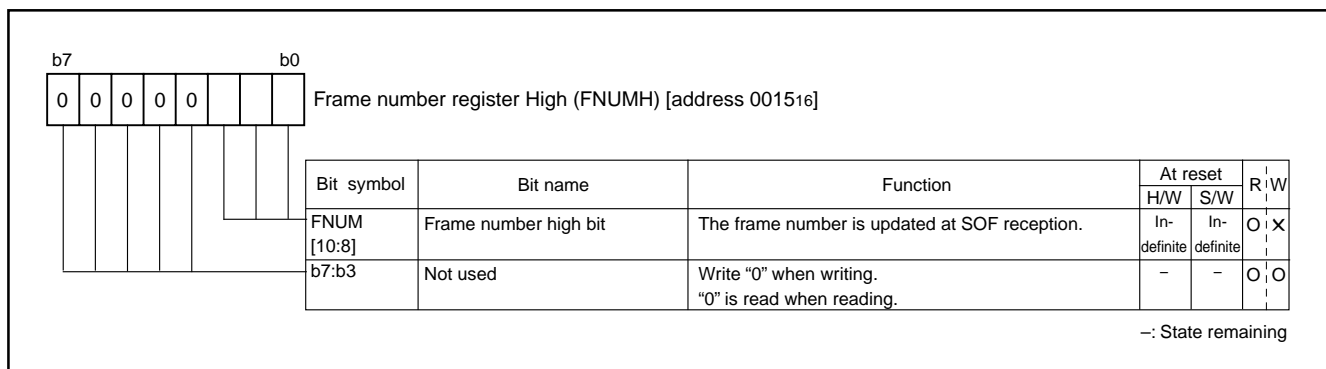 b7 b0
0 0 0 0 0 Frame number register High (FNUMH) [address 001516]
Bit symbol Bit name Function At reset R W
H/W S/W
FNUM Frame number high bit The frame number is updated at SOF reception. In- In- O X
[10:8] definite definite
b7:b3 Not used Write “0” when writing. – – O O
“0” is read when reading.
–: State remaining